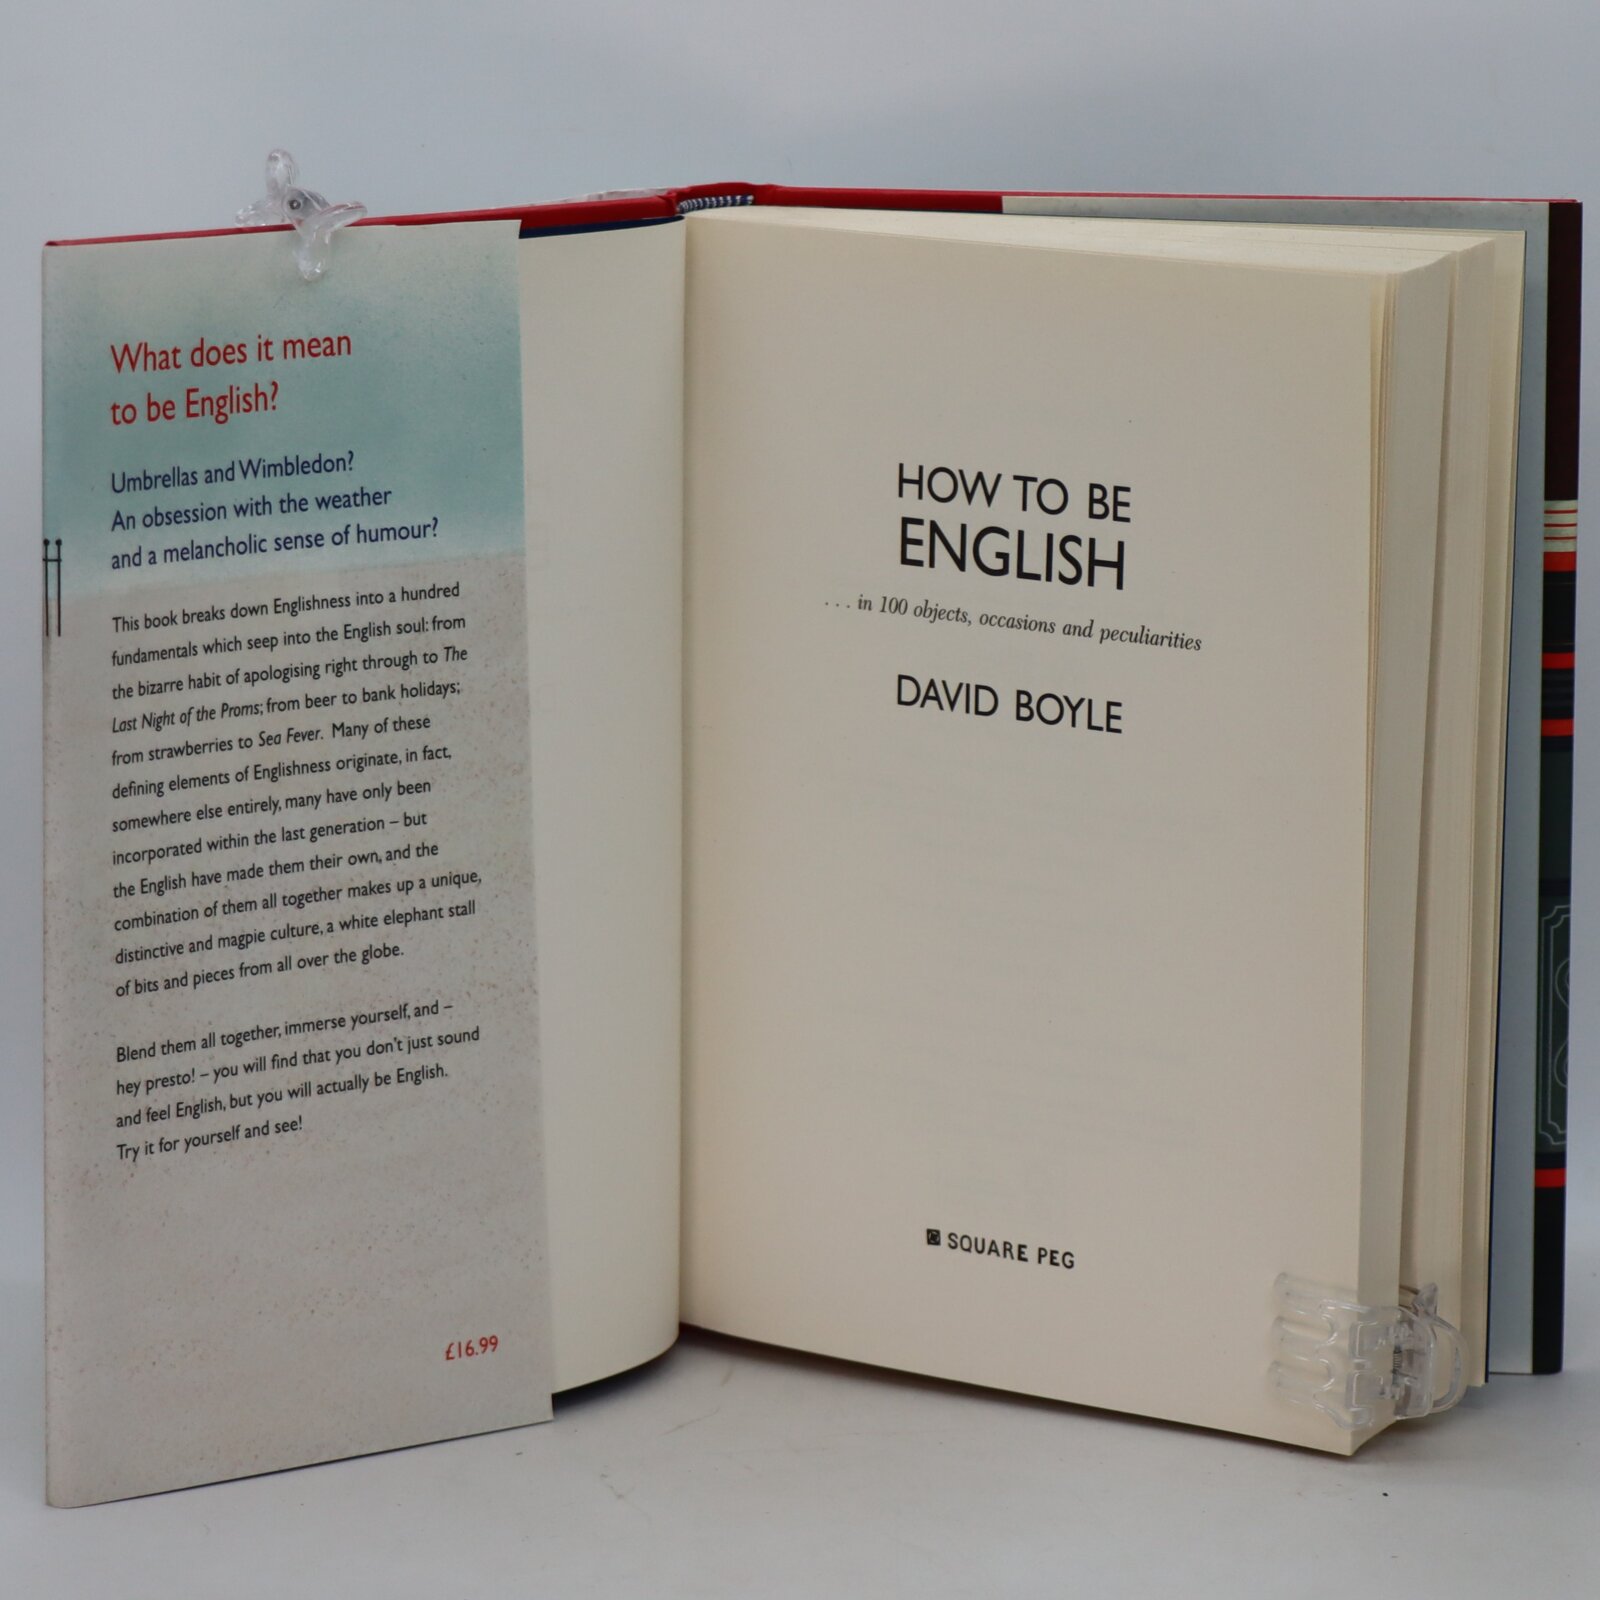 What does it mean
to be English?
Umbrellas and Wimbledon?
An obsession with the weather
and a melancholic sense of humour?
This book breaks down Englishness into a hundred
fundamentals which seep into the English soul: from
the bizarre habit of apologising right through to The
Last Night of the Proms; from beer to bank holidays;
from strawberries to Sea Fever. Many of these
defining elements of Englishness originate, in fact,
somewhere else entirely, many have only been
incorporated within the last generation – but
the English have made them their own, and the
combination of them all together makes up a unique,
distinctive and magpie culture, a white elephant stall
of bits and pieces from all over the globe.
Blend them all together, immerse yourself, and –
hey presto! – you will find that you don't just sound
and feel English, but you will actually be English.
Try it for yourself and see!
£16.99
HOW TO BE
ENGLISH
. . . in 100 objects, occasions and peculiarities
DAVID BOYLE
SQUARE PEG